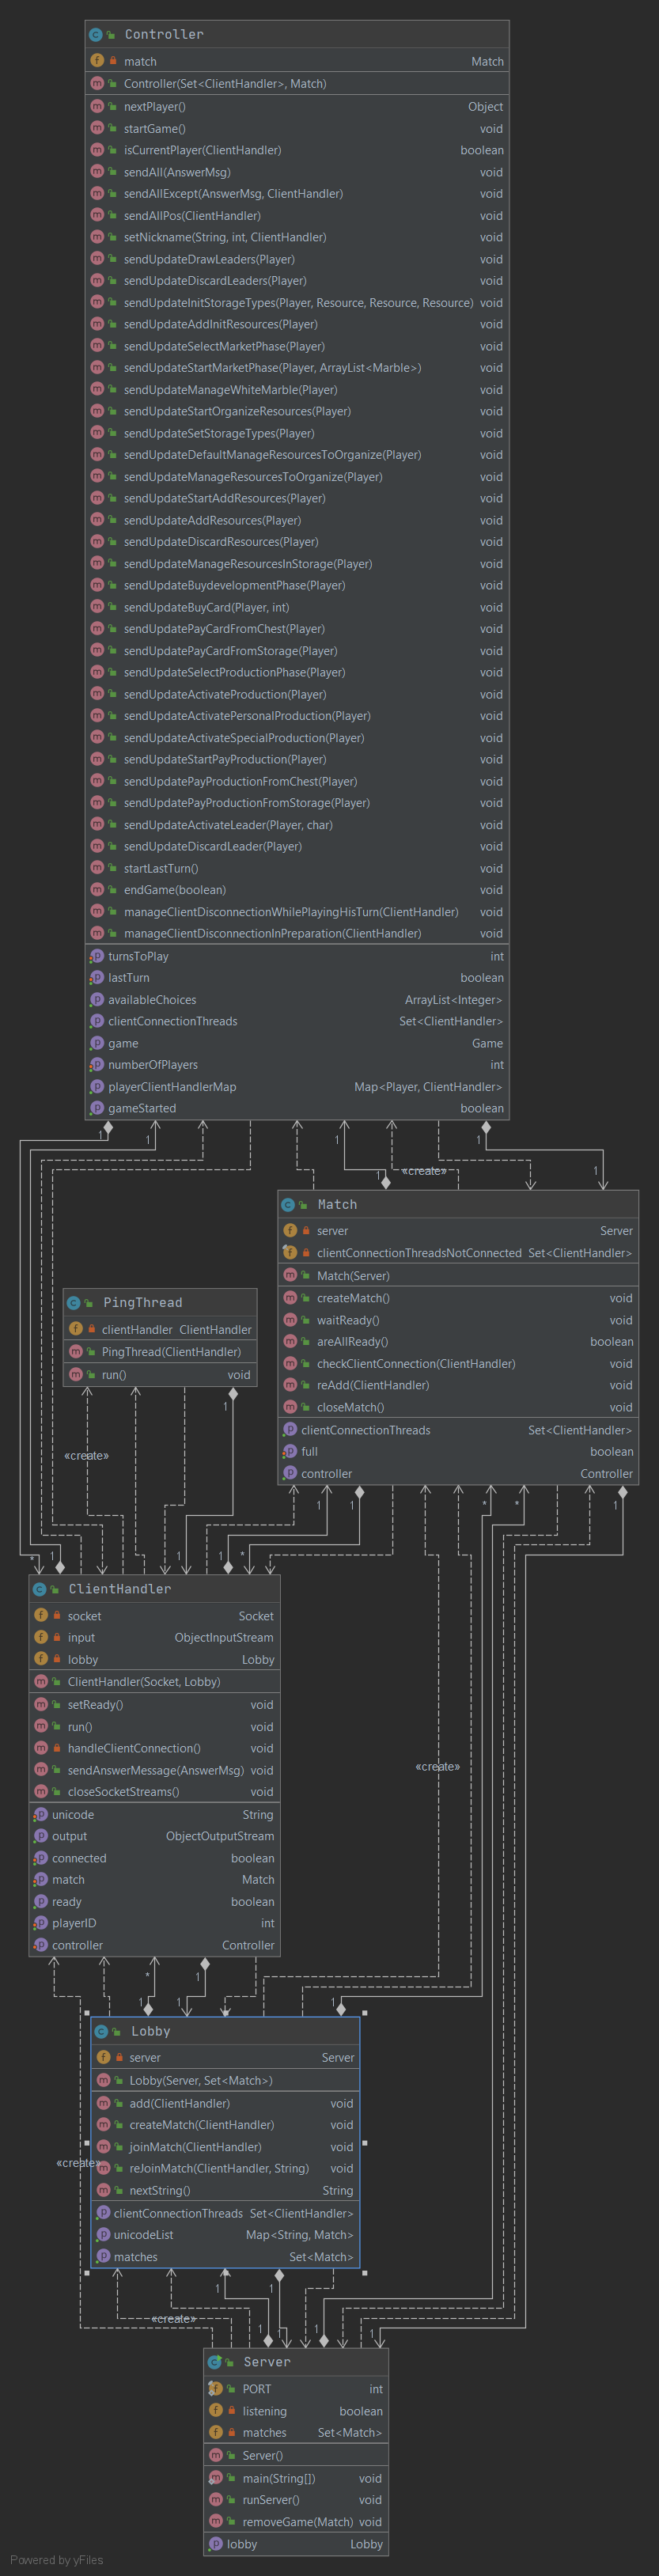 Controller
match Match
Controller(Set<ClientHandler>, Match)
nextPlayer() Object
startGame() void
isCurrentPlayer(ClientHandler) boolean
sendAll(AnswerMsg) void
sendAllExcept(AnswerMsg, ClientHandler) void
sendAllPos(ClientHandler) void
setNickname(String, int, ClientHandler) void
sendUpdateDrawLeaders(Player) void
sendUpdateDiscardLeaders(Player) void
sendUpdateInitStorageTypes(Player, Resource, Resource, Resource) void
sendUpdateAddInitResources(Player) void
sendUpdateSelectMarketPhase(Player) void
sendUpdateStartMarketPhase(Player, ArrayList<Marble>) void
sendUpdateManageWhiteMarble(Player) void
sendUpdateStartOrganizeResources(Player) void
sendUpdateSetStorageTypes(Player) void
sendUpdateDefaultManageResourcesToOrganize(Player) void
sendUpdateManageResourcesToOrganize(Player) void
sendUpdateStartAddResources(Player) void
sendUpdateAddResources(Player) void
sendUpdateDiscardResources(Player) void
sendUpdateManageResourcesInStorage(Player) void
sendUpdateBuydevelopmentPhase(Player) void
sendUpdateBuyCard(Player, int) void
sendUpdatePayCardFromChest(Player) void
sendUpdatePayCardFromStorage(Player) void
sendUpdateSelectProductionPhase(Player) void
sendUpdateActivateProduction(Player) void
sendUpdateActivatePersonalProduction(Player) void
sendUpdateActivateSpecialProduction(Player) void
sendUpdateStartPayProduction(Player) void
sendUpdatePayProductionFromChest(Player) void
sendUpdatePayProductionFromStorage(Player) void
sendUpdateActivateLeader(Player, char) void
sendUpdateDiscardLeader(Player) void
startLastTurn() void
endGame(boolean) void
manageClientDisconnectionWhilePlayingHisTurn(ClientHandler) void
manageClientDisconnectionInPreparation(ClientHandler) void
turnsToPlay int
lastTurn boolean
availableChoices ArrayList<Integer>
clientConnectionThreads Set<ClientHandler>
game Game
numberOfPlayers int
playerClientHandlerMap Map<Player, ClientHandler>
gameStarted boolean
1 1 1 1
«create»
1 1
Match
server Server
clientConnectionThreadsNotConnected Set<ClientHandler>
Match(Server)
createMatch() void
waitReady() void
areAllReady() boolean
checkClientConnection(ClientHandler) void
reAdd(ClientHandler) void
closeMatch() void
clientConnectionThreads Set<ClientHandler>
full boolean
controller Controller
PingThread
clientHandler ClientHandler
PingThread(ClientHandler)
run() void
1
«create»
1 1 * * 1
* 1 1 1 *
ClientHandler
socket Socket
input ObjectInputStream
lobby Lobby
ClientHandler(Socket, Lobby)
setReady() void
run() void
handleClientConnection() void
sendAnswerMessage(AnswerMsg) void
closeSocketStreams() void
unicode String
output ObjectOutputStream
connected boolean
match Match
ready boolean
playerID int
controller Controller
«create»
* 1
1 1 1
Lobby
server Server
Lobby(Server, Set<Match>)
add(ClientHandler) void
createMatch(ClientHandler) void
joinMatch(ClientHandler) void
reJoinMatch(ClientHandler, String) void
nextString() String
clientConnectionThreads Set<ClientHandler>
unicodeList Map<String, Match>
matches Set<Match>
«create»
1 1
«create»
1 1 1 1
Server
PORT int
listening boolean
matches Set<Match>
Server()
main(String[]) void
runServer() void
removeGame(Match) void
lobby Lobby
Powered by yFiles